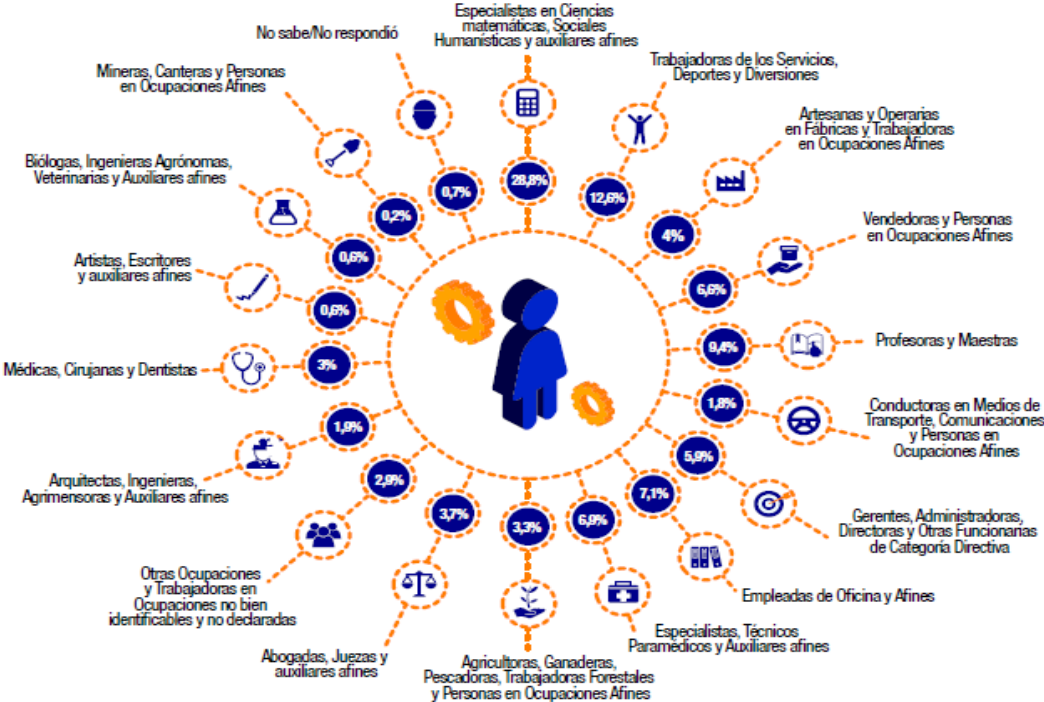 Especialistas en Ciencias
matemáticas, Sociales
Humanísticas y auxiliares afines
28,8%
Trabajadoras de los Servicios,
Deportes y Diversiones
12,6%
Artesanas y Operarias
en Fábricas y Trabajadoras
en Ocupaciones Afines
4%
Vendedoras y Personas
en Ocupaciones Afines
6,6%
Profesoras y Maestras
9,4%
Conductoras en Medios de
Transporte, Comunicaciones
y Personas en
Ocupaciones Afines
1,8%
Gerentes, Administradoras,
Directoras y Otras Funcionarias
de Categoría Directiva
5,9%
Empleadas de Oficina y Afines
7,1%
Especialistas, Técnicos
Paramédicos y Auxiliares afines
6,9%
Agricultoras, Ganaderas,
Pescadoras, Trabajadoras Forestales
y Personas en Ocupaciones Afines
3,3%
Abogadas, Juezas y
auxiliares afines
3,7%
Otras Ocupaciones
y Trabajadoras en
Ocupaciones no bien
identificables y no declaradas
2,9%
Arquitectas, Ingenieras,
Agrimensoras y Auxiliares afines
1,9%
Médicas, Cirujanas y Dentistas
3%
Artistas, Escritores
y auxiliares afines
0,6%
Biólogas, Ingenieras Agrónomas,
Veterinarias y Auxiliares afines
0,6%
Mineras, Canteras y Personas
en Ocupaciones Afines
0,2%
No sabe/No respondió
0,7%